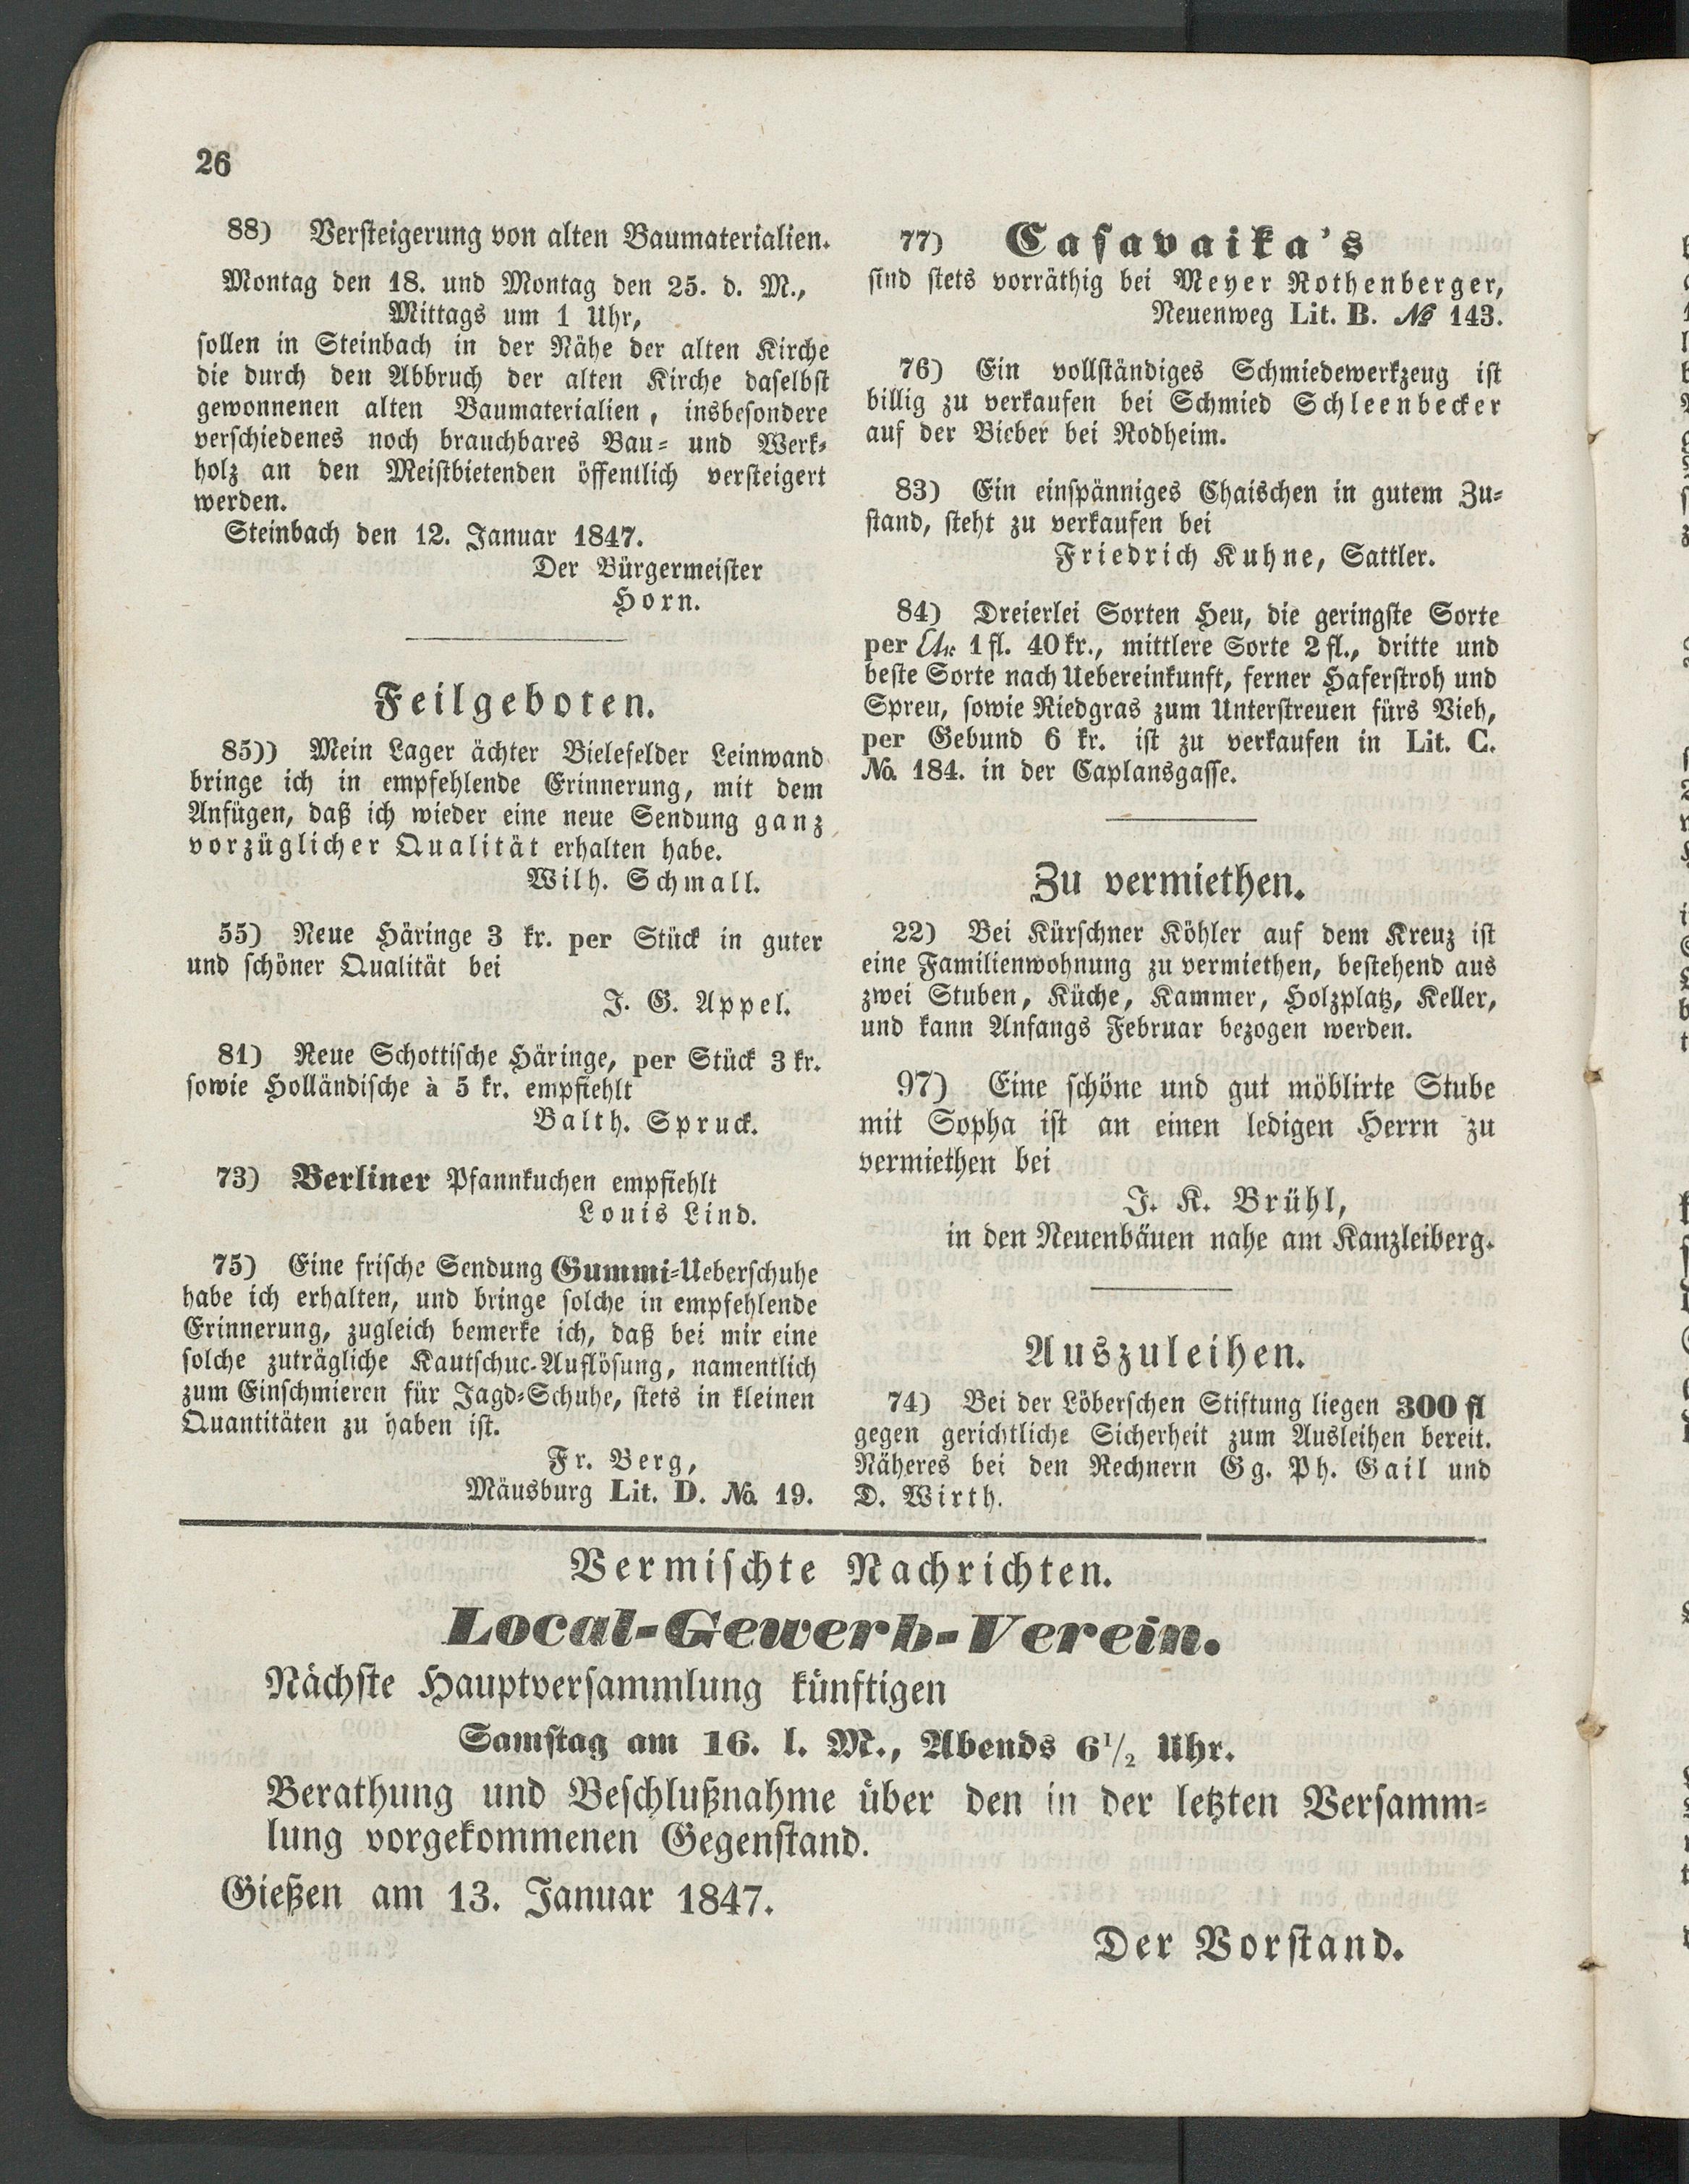 26
88) Versteigerung von alten Baumaterialien.
Montag den 18. und Montag den 25. d. M.,
Mittags um 1 Uhr,
sollen in Steinbach in der Nähe der alten Kirche
die durch den Abbruch der alten Kirche daselbst
gewonnenen alten Baumaterialien, insbesondere
verschiedenes noch brauchbares Bau- und Werk-
holz an den Meistbietenden öffentlich versteigert
werden.
Steinbach den 12. Januar 1847.
Der Bürgermeister
Horn.
Feilgeboten.
85)) Mein Lager ächter Bielefelder Leinwand
bringe ich in empfehlende Erinnerung, mit dem
Anfügen, daß ich wieder eine neue Sendung ganz
vorzüglicher Qualität erhalten habe.
Wilh. Schmall.
55) Neue Häringe 3 kr. per Stück in guter
und schöner Qualität bei
J. G. Appel.
81) Neue Schottische Häringe, per Stück 3 kr.
sowie Holländische à 5 kr. empfiehlt
Balth. Spruck.
73) Berliner Pfannkuchen empfiehlt
Louis Lind.
75) Eine frische Sendung Gummi-Ueberschuhe
habe ich erhalten, und bringe solche in empfehlende
Erinnerung, zugleich bemerke ich, daß bei mir eine
solche zuträgliche Kautschuc-Auflösung, namentlich
zum Einschmieren für Jagd-Schuhe, stets in kleinen
Quantitäten zu haben ist.
Fr. Berg,
Mäusburg Lit. D. No. 19.
77) Casavaika's
sind stets vorräthig bei Meyer Rothenberger,
Neuenweg Lit. B. № 143.
76) Ein vollständiges Schmiedewerkzeug ist
billig zu verkaufen bei Schmied Schleenbecker
auf der Bieber bei Rodheim.
83) Ein einspänniges Chaischen in gutem Zu-
stand, steht zu verkaufen bei
Friedrich Kuhne, Sattler.
84) Dreierlei Sorten Heu, die geringste Sorte
per Ctr. 1 fl. 40 kr., mittlere Sorte 2 fl., dritte und
beste Sorte nach Uebereinkunft, ferner Haferstroh und
Spreu, sowie Riedgras zum Unterstreuen fürs Vieh,
per Gebund 6 kr. ist zu verkaufen in Lit. C.
No. 184. in der Caplansgasse.
Zu vermiethen.
22) Bei Kürschner Köhler auf dem Kreuz ist
eine Familienwohnung zu vermiethen, bestehend aus
zwei Stuben, Küche, Kammer, Holzplatz, Keller,
und kann Anfangs Februar bezogen werden.
97) Eine schöne und gut möblirte Stube
mit Sopha ist an einen ledigen Herrn zu
vermiethen bei
J. K. Brühl,
in den Neuenbäuen nahe am Kanzleiberg.
Auszuleihen.
74) Bei der Löberschen Stiftung liegen 300 fl
gegen gerichtliche Sicherheit zum Ausleihen bereit.
Näheres bei den Rechnern Gg. Ph. Gail und
D. Wirth.
Vermischte Nachrichten.
Local-Gewerb-Verein.
Nächste Hauptversammlung künftigen
Samstag am 16. l. M., Abends 6 1/2 Uhr.
Berathung und Beschlußnahme über den in der letzten Versamm-
lung vorgekommenen Gegenstand.
Gießen am 13. Januar 1847.
Der Vorstand.